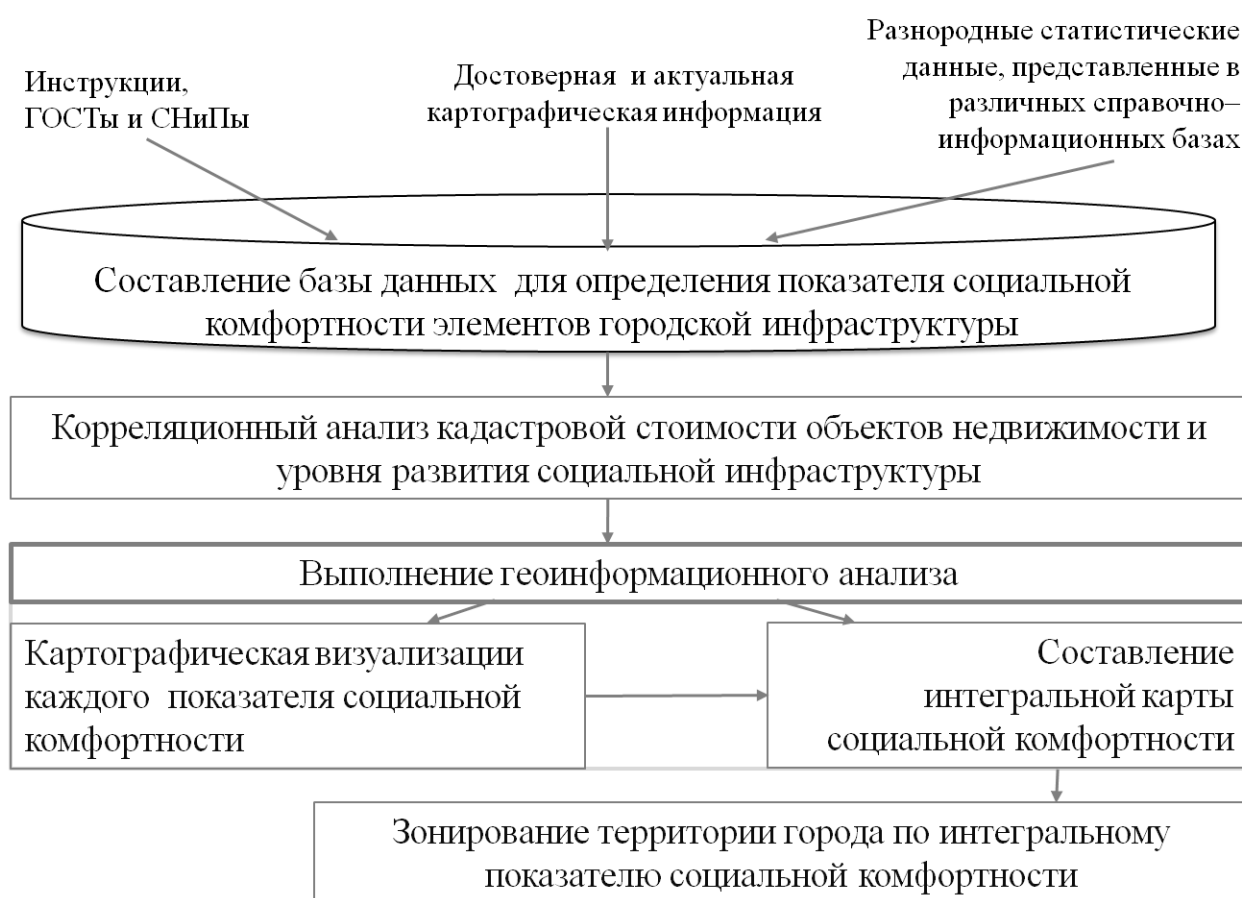 Инструкции,
ГОСТы и СНиПы
Достоверная и актуальная
картографическая информация
Разнородные статистические
данные, представленные в
различных справочно–
информационных базах
Составление базы данных для определения показателя социальной
комфортности элементов городской инфраструктуры
Корреляционный анализ кадастровой стоимости объектов недвижимости и
уровня развития социальной инфраструктуры
Выполнение геоинформационного анализа
Картографическая визуализации
каждого показателя социальной
комфортности
Составление
интегральной карты
социальной комфортности
Зонирование территории города по интегральному
показателю социальной комфортности